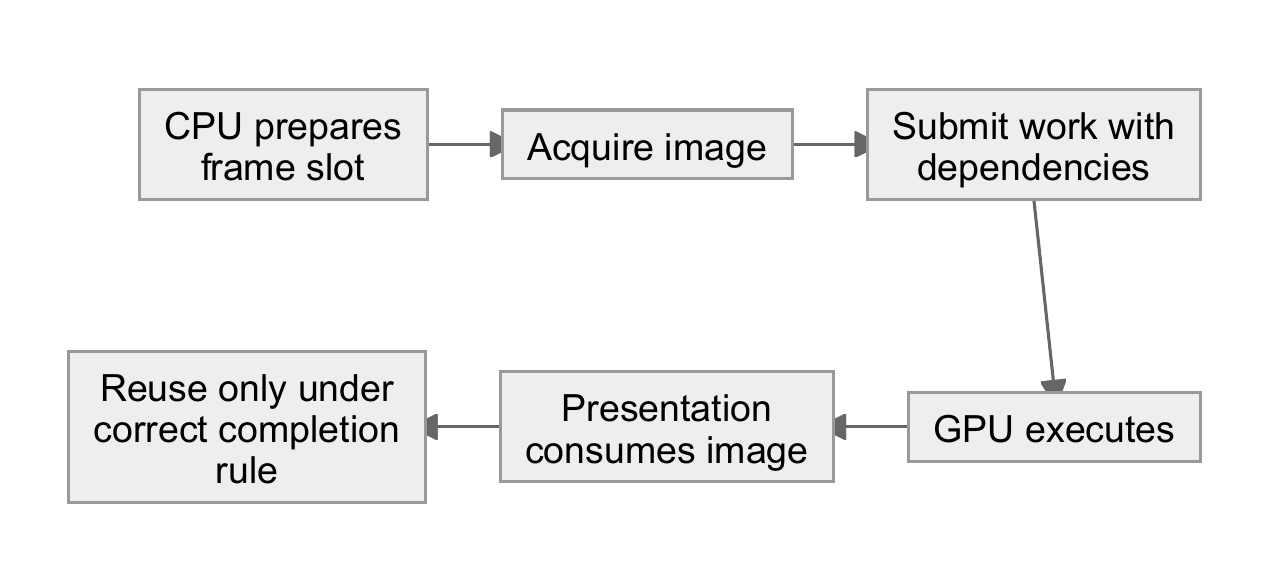 CPU prepares
frame slot
Acquire image
Submit work with
dependencies
GPU executes
Presentation
consumes image
Reuse only under
correct completion
rule